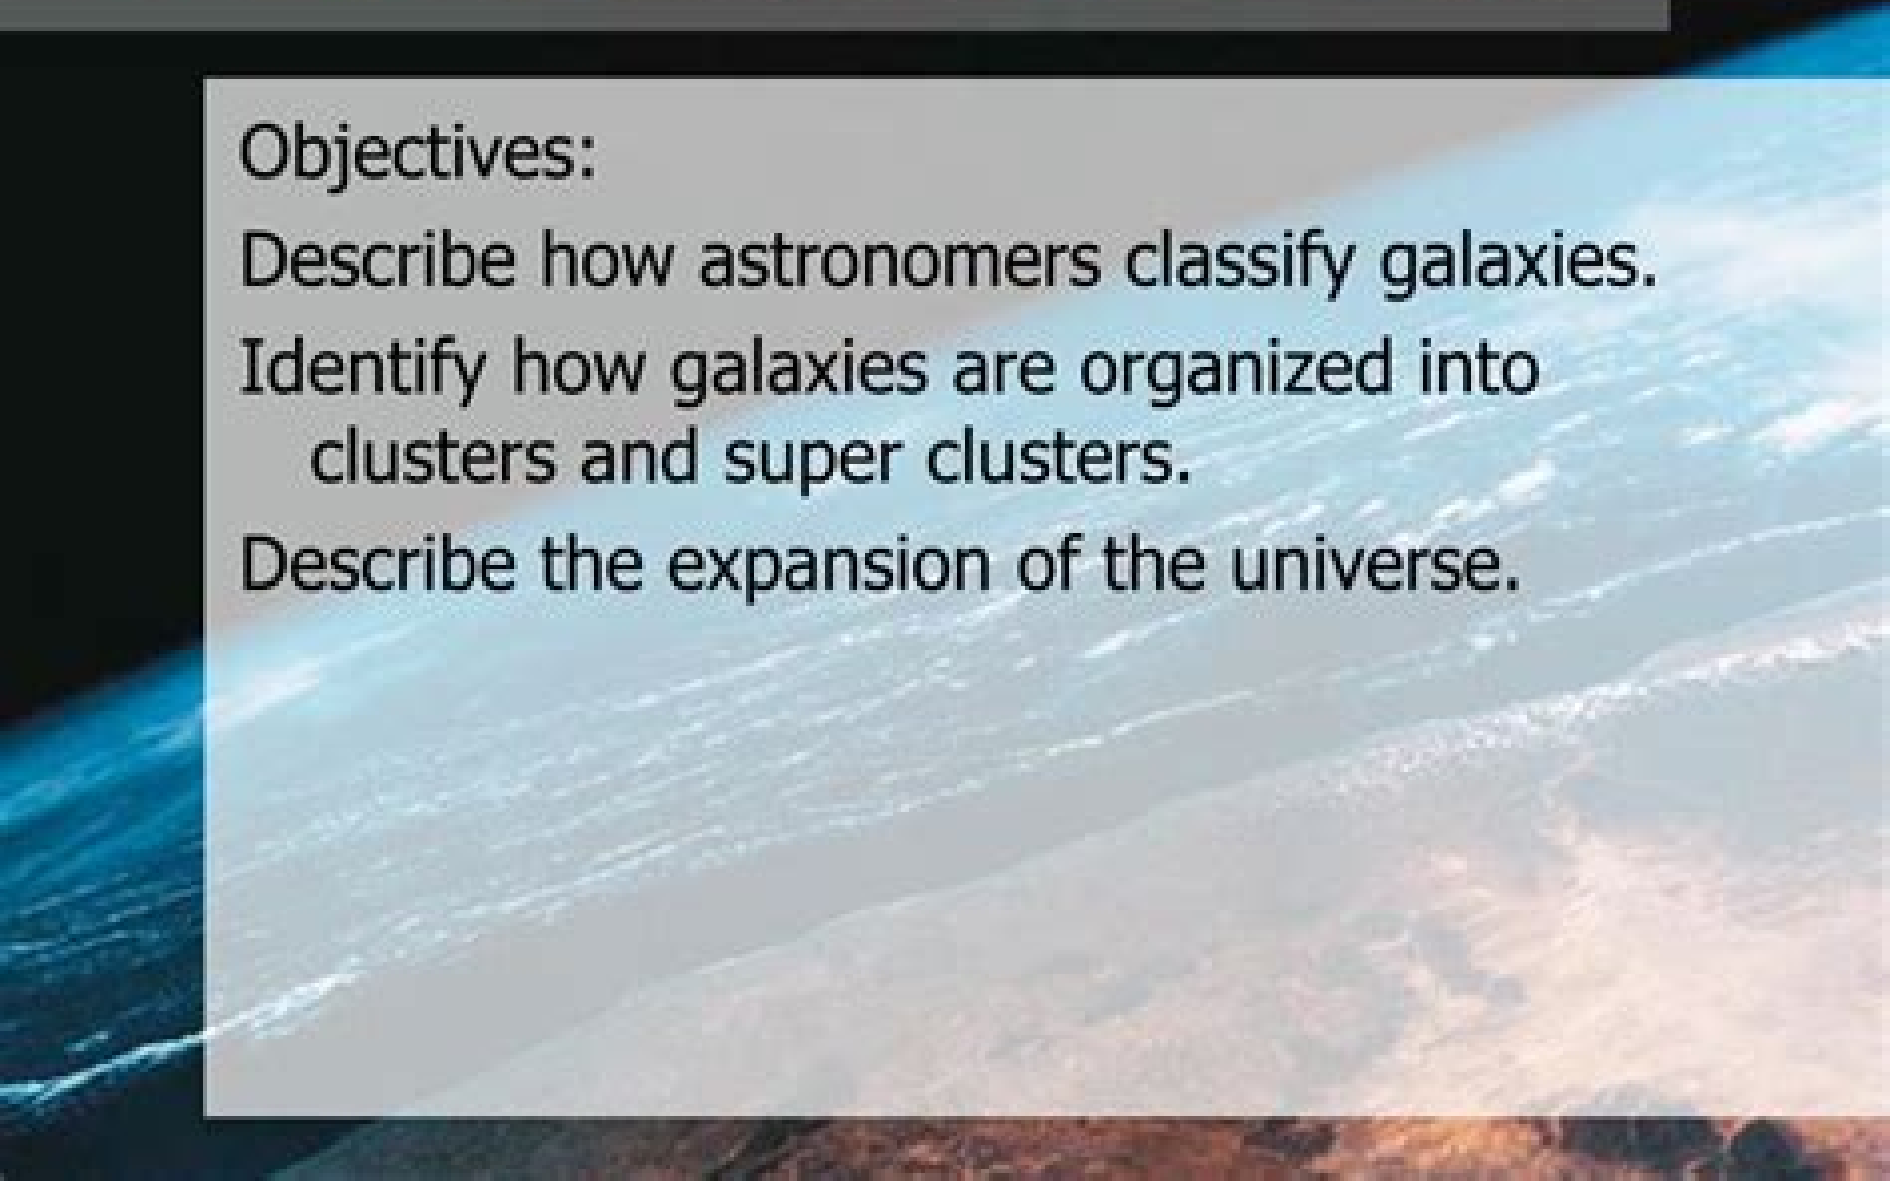 Objectives:
Describe how astronomers classify galaxies.
Identify how galaxies are organized into
clusters and super clusters.
Describe the expansion of the universe.